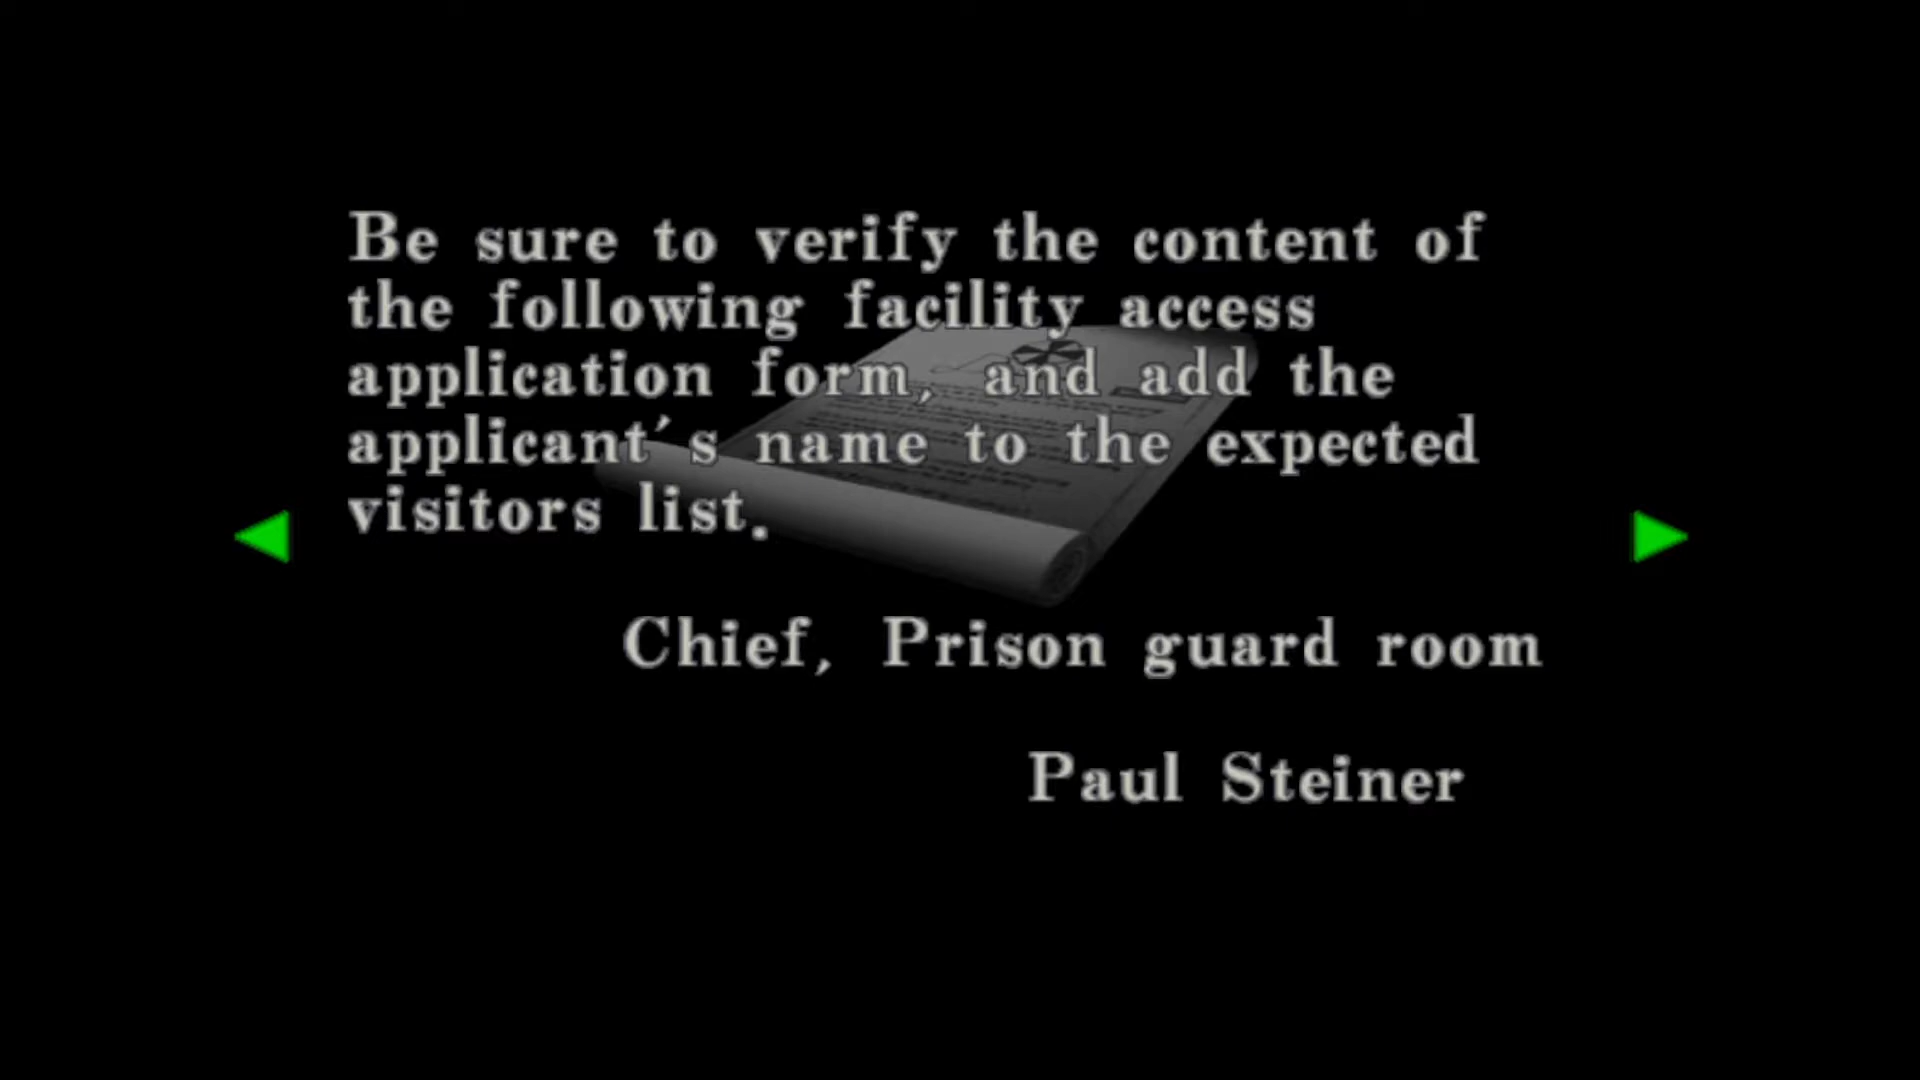 Be sure to verify the content of
the following facility access
application form, and add the
applicant's name to the expected
visitors list.
Chief, Prison guard room
Paul Steiner